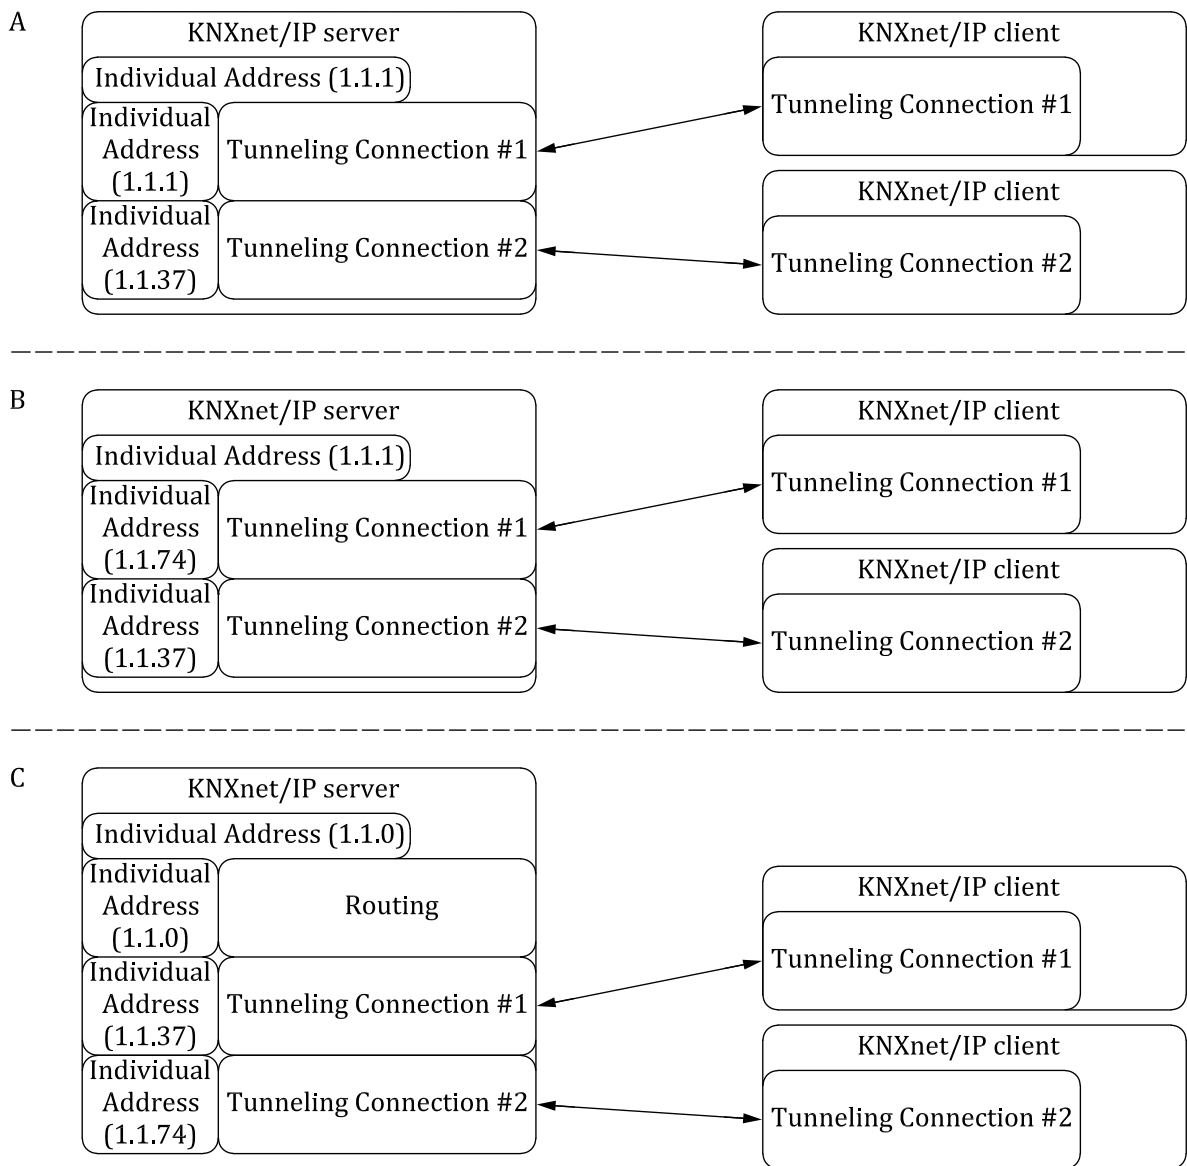 A
KNXnet/IP server
Individual Address (1.1.1)
Individual
Address
(1.1.1)
Tunneling Connection #1
Individual
Address
(1.1.37)
Tunneling Connection #2
KNXnet/IP client
Tunneling Connection #1
KNXnet/IP client
Tunneling Connection #2
B
KNXnet/IP server
Individual Address (1.1.1)
Individual
Address
(1.1.74)
Tunneling Connection #1
Individual
Address
(1.1.37)
Tunneling Connection #2
KNXnet/IP client
Tunneling Connection #1
KNXnet/IP client
Tunneling Connection #2
C
KNXnet/IP server
Individual Address (1.1.0)
Individual
Address
(1.1.0)
Routing
Individual
Address
(1.1.37)
Tunneling Connection #1
Individual
Address
(1.1.74)
Tunneling Connection #2
KNXnet/IP client
Tunneling Connection #1
KNXnet/IP client
Tunneling Connection #2